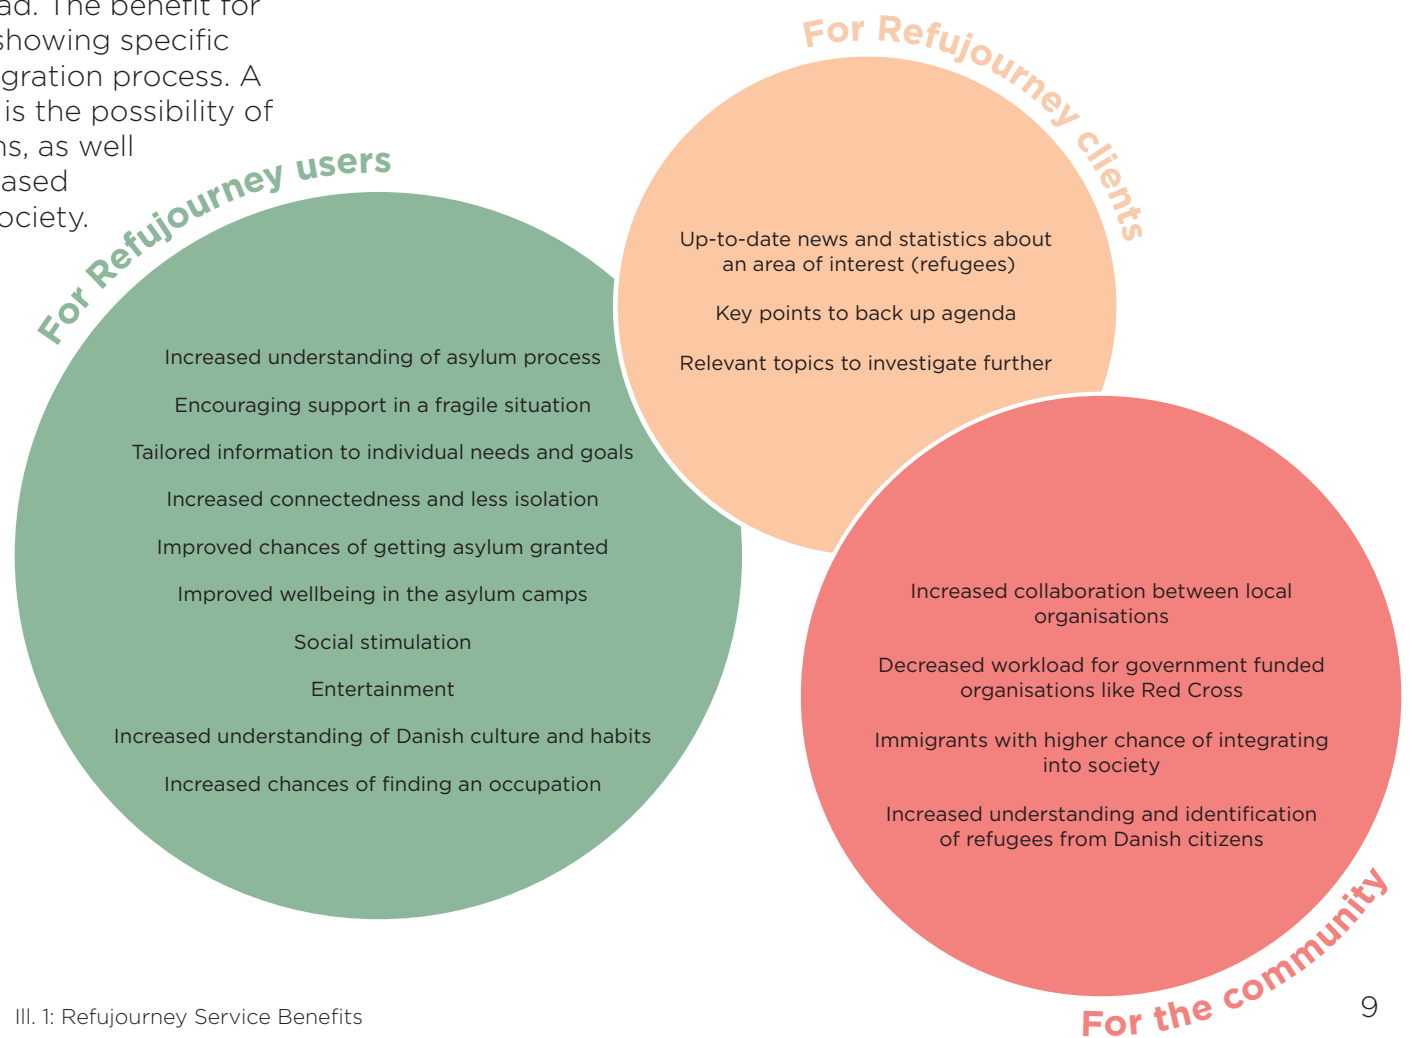 The benefit for
showing specific
process. A
is the possibility of
as well
For Refujourney users
For Refujourney clients
Up-to-date news and statistics about
an area of interest (refugees)
Key points to back up agenda
Relevant topics to investigate further
Increased understanding of asylum process
Encouraging support in a fragile situation
Tailored information to individual needs and goals
Increased connectedness and less isolation
Improved chances of getting asylum granted
Improved wellbeing in the asylum camps
Social stimulation
Entertainment
Increased understanding of Danish culture and habits
Increased chances of finding an occupation
Increased collaboration between local
organisations
Decreased workload for government funded
organisations like Red Cross
Immigrants with higher chance of integrating
into society
Increased understanding and identification
of refugees from Danish citizens
For the community
Ill. 1: Refujourney Service Benefits
9